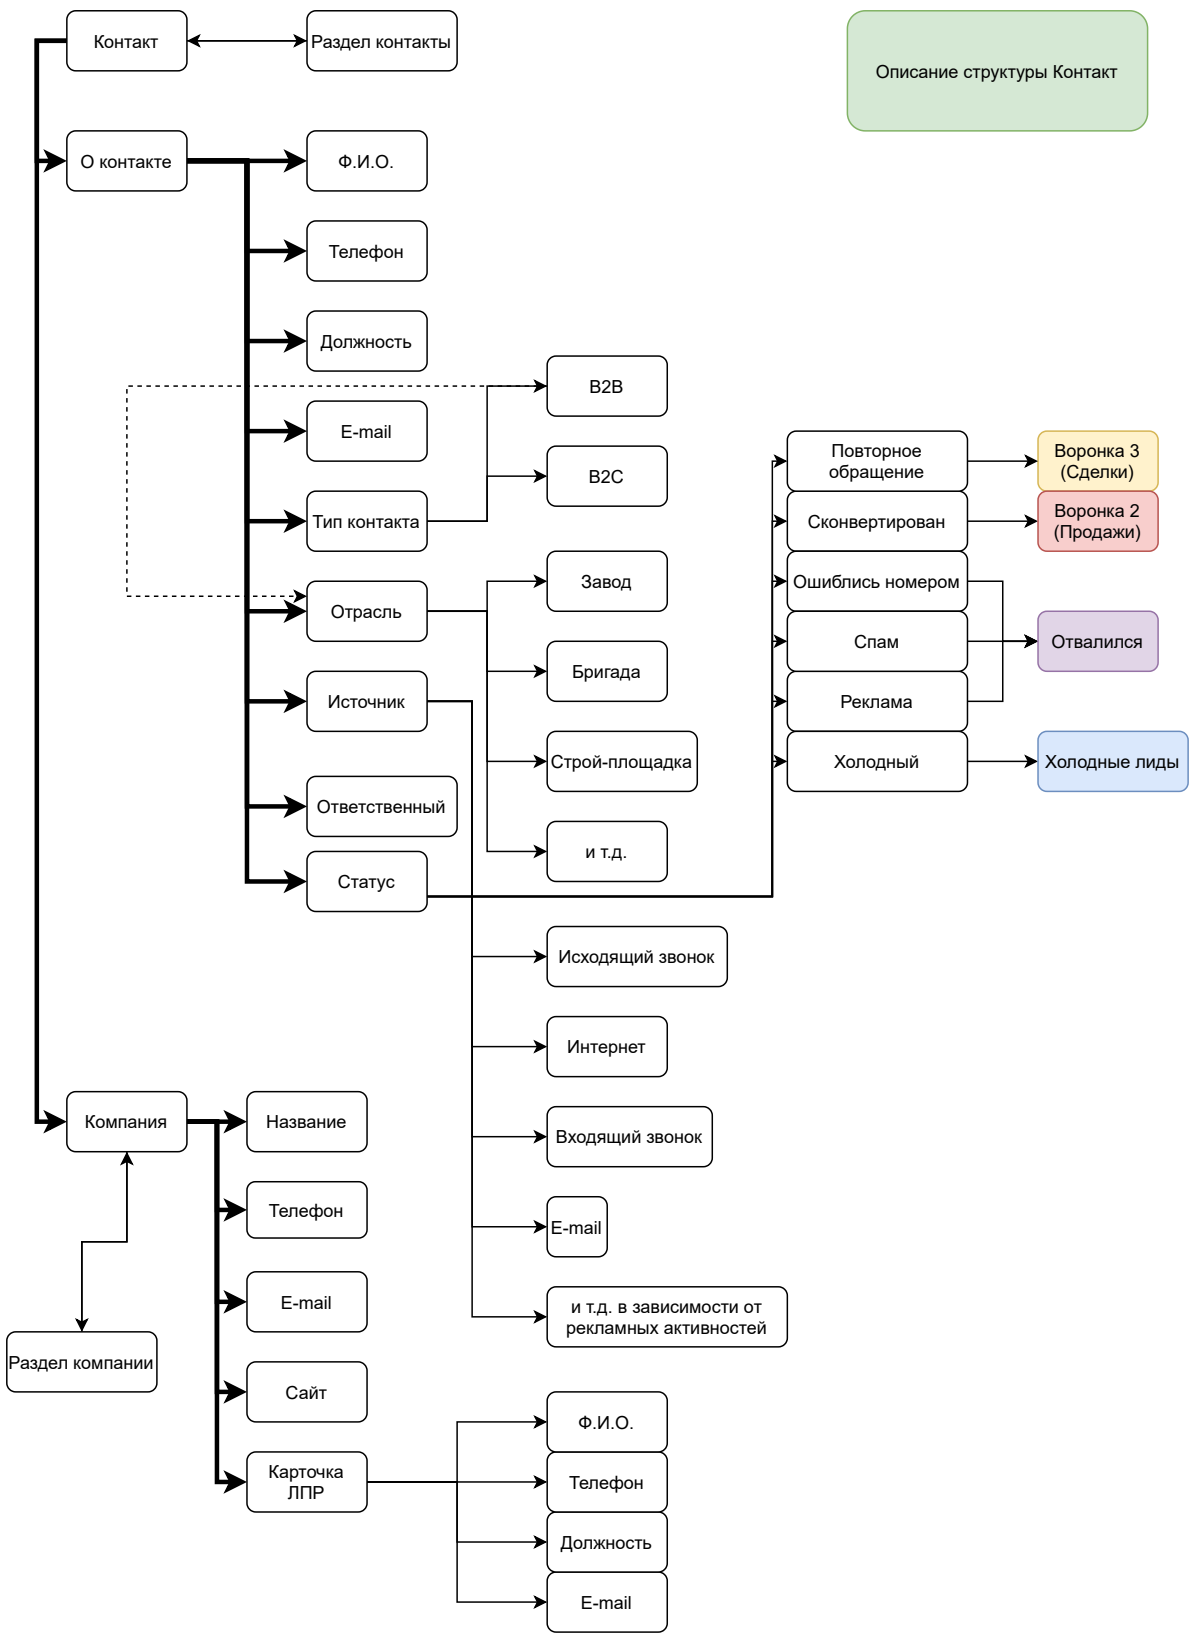 Контакт
Раздел контакты
Описание структуры Контакт
О контакте
Ф.И.О.
Телефон
Должность
E-mail
Тип контакта
Отрасль
Источник
Ответственный
Статус
B2B
B2C
Завод
Бригада
Строй-площадка
и т.д.
Повторное
обращение
Сконвертирован
Ошиблись номером
Спам
Реклама
Холодный
Воронка 3
(Сделки)
Воронка 2
(Продажи)
Отвалился
Холодные лиды
Исходящий звонок
Интернет
Входящий звонок
E-mail
и т.д. в зависимости от
рекламных активностей
Компания
Раздел компании
Название
Телефон
E-mail
Сайт
Карточка
ЛПР
Ф.И.О.
Телефон
Должность
E-mail